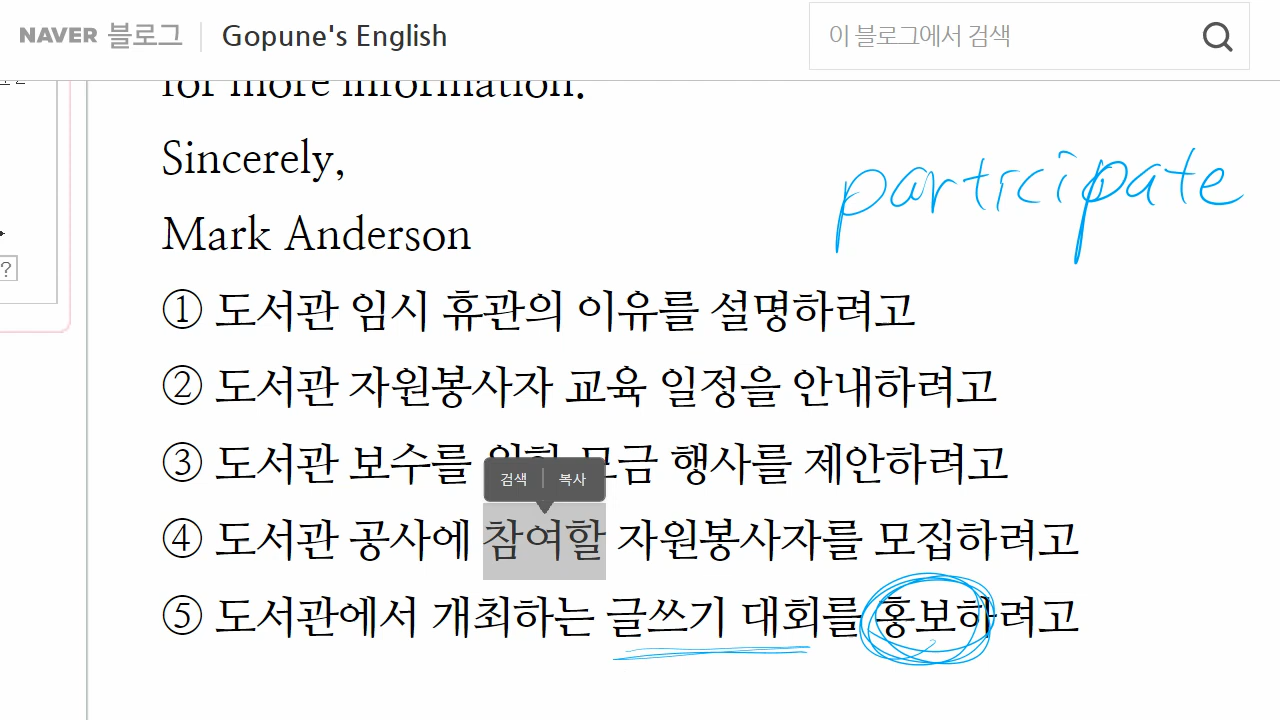 NAVER 블로그 Gopune's English 이 블로그에서 검색
for more information.
Sincerely,
participate
Mark Anderson
?
① 도서관 임시 휴관의 이유를 설명하려고
② 도서관 자원봉사자 교육 일정을 안내하려고
③ 도서관 보수를 위한 모금 행사를 제안하려고
검색 복사
④ 도서관 공사에 참여할 자원봉사자를 모집하려고
⑤ 도서관에서 개최하는 글쓰기 대회를 홍보하려고